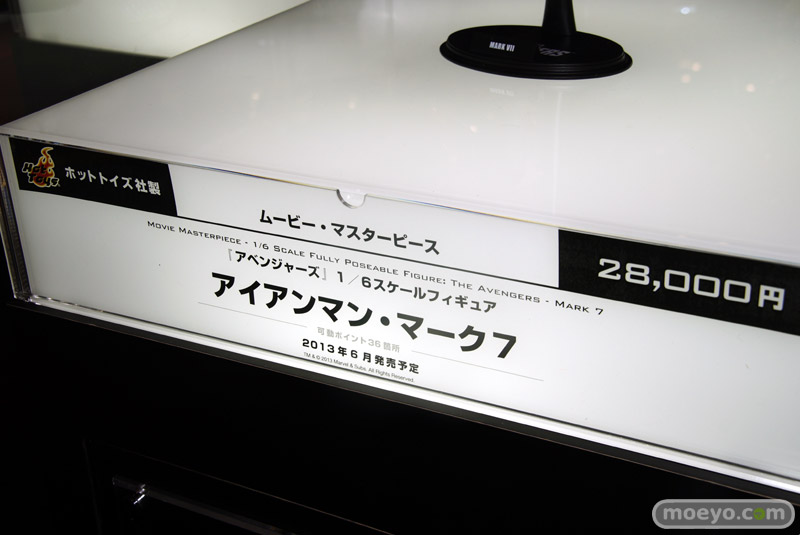 MARK VII
HOT TOYS
ホットトイズ社製
ムービー・マスターピース
Movie Masterpiece - 1/6 Scale Fully Poseable Figure: The Avengers - Mark 7
『アベンジャーズ』1/6スケールフィギュア
アイアンマン・マーク7
可動ポイント36箇所
2013年6月発売予定
TM & © 2013 Marvel & Subs. All Rights Reserved.
28,000円
moeyo.com